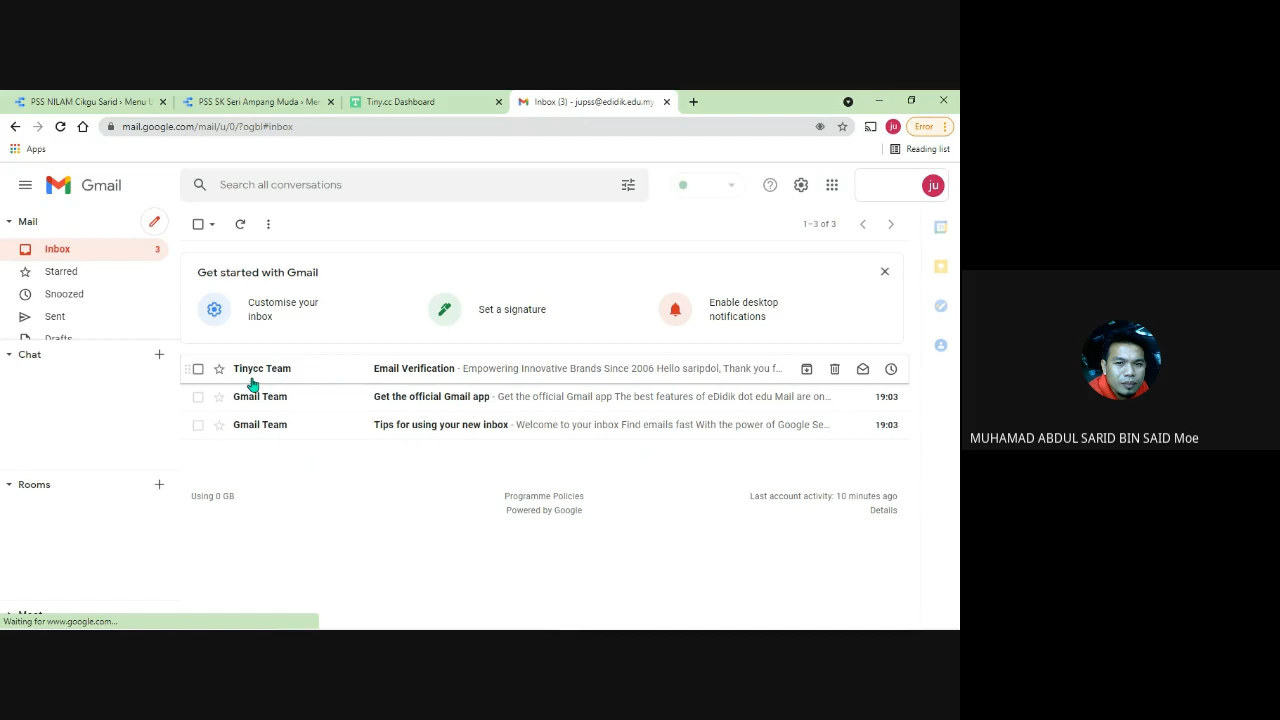 PSS NILAM Cikgu Sarid › Menu U
PSS SK Seri Ampang Muda › Me
Tiny.cc Dashboard
Inbox (3) - jupss@edidik.edu.my
mail.google.com/mail/u/0/?ogbl#inbox
ju
Error
Apps
Reading list
Gmail
Search all conversations
ju
Mail
1–3 of 3
Inbox 3
Starred
Snoozed
Sent
Drafts
Chat
Rooms
Meet
Get started with Gmail
Customise your inbox
Set a signature
Enable desktop notifications
Tinycc Team Email Verification - Empowering Innovative Brands Since 2006 Hello saripdol, Thank you f...
Gmail Team Get the official Gmail app - Get the official Gmail app The best features of eDidik dot edu Mail are on... 19:03
Gmail Team Tips for using your new inbox - Welcome to your inbox Find emails fast With the power of Google Se... 19:03
Using 0 GB
Programme Policies
Powered by Google
Last account activity: 10 minutes ago
Details
Waiting for www.google.com...
MUHAMAD ABDUL SARID BIN SAID Moe